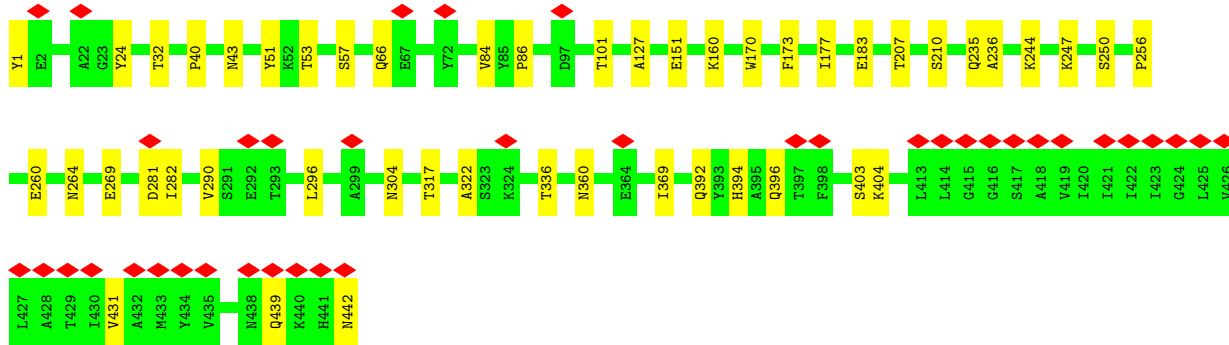 Y1 E2 A22 G23 Y24 T32 P40 N43 Y51 K52 T53 S57 Q66 E67 Y72 V84 Y85 P86 D97 T101 A127 E151 K160 W170 F173 I177 E183 T207 S210 Q235 A236 K244 K247 S250 P256
E260 N264 E269 D281 I282 V290 S291 E292 T293 L296 A299 N304 T317 A322 S323 K324 T336 N360 E364 I369 Q392 Y393 H394 A395 Q396 T397 F398 S403 K404 L413 L414 G415 G416 S417 A418 V419 I420 I421 I422 I423 G424 L425 V426
L427 A428 T429 I430 V431 A432 M433 Y434 V435 N438 Q439 K440 H441 N442